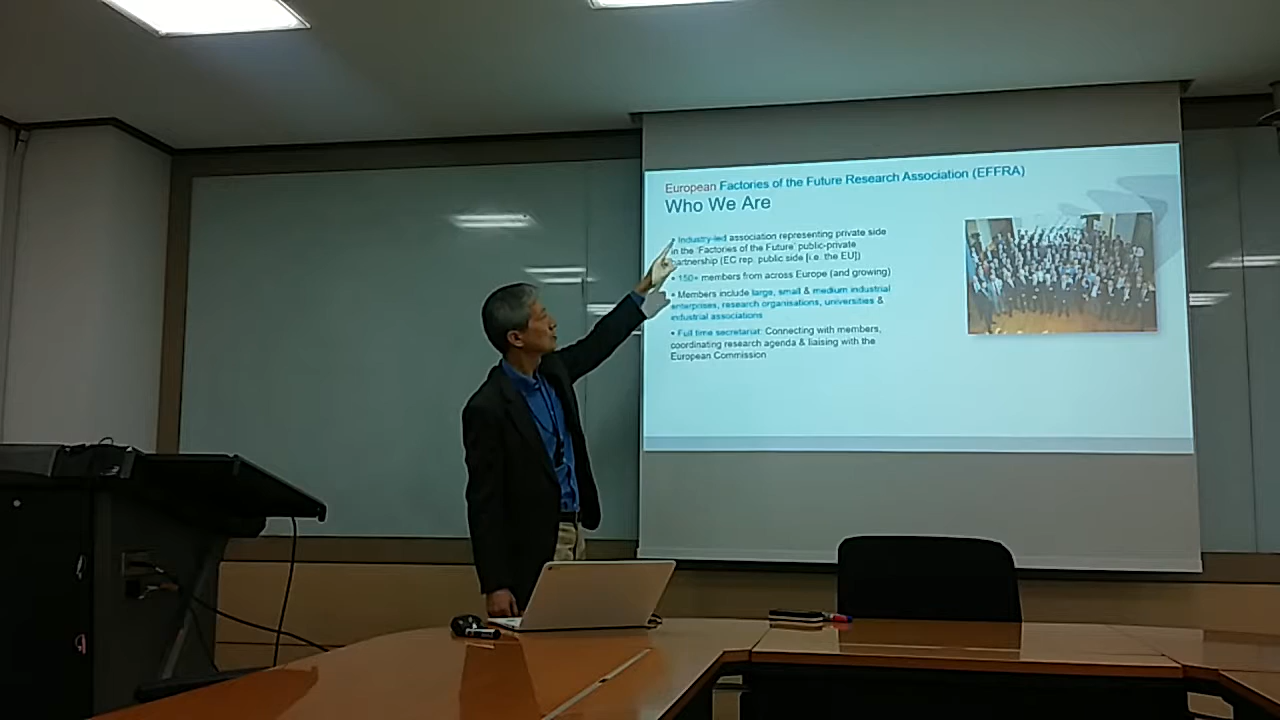 European Factories of the Future Research Association (EFFRA)
Who We Are
• Industry-led association representing private side
in the 'Factories of the Future' public-private
partnership (EC rep. public side [i.e. the EU])
• 150+ members from across Europe (and growing)
• Members include large, small & medium industrial
enterprises, research organisations, universities &
industrial associations
• Full time secretariat: Connecting with members,
coordinating research agenda & liaising with the
European Commission